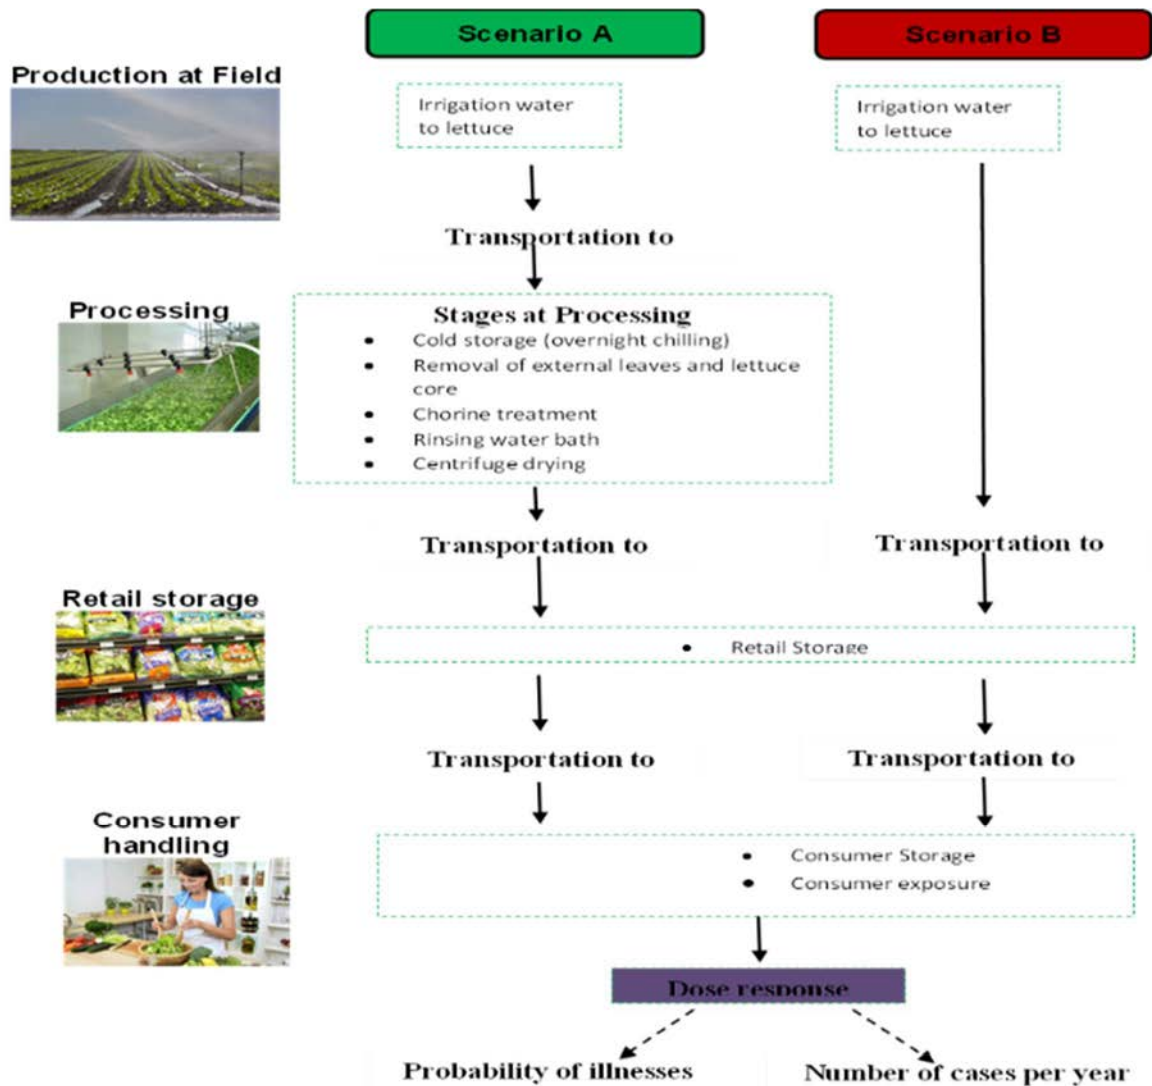 Scenario A
Scenario B
Production at Field
Irrigation water
to lettuce
Irrigation water
to lettuce
Transportation to
Processing
Stages at Processing
• Cold storage (overnight chilling)
• Removal of external leaves and lettuce
core
• Chorine treatment
• Rinsing water bath
• Centrifuge drying
Transportation to
Transportation to
Retail storage
• Retail Storage
Transportation to
Transportation to
Consumer
handling
• Consumer Storage
• Consumer exposure
Dose response
Probability of illnesses
Number of cases per year